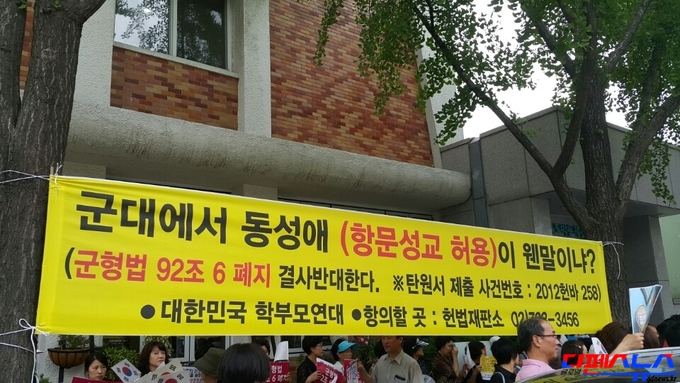 군대에서 동성애 (항문성교 허용)이 웬말이냐?
(군형법 92조 6 폐지 결사반대한다. ※탄원서 제출 사건번호 : 2012헌바 258)
●대한민국 학부모연대 ●항의할 곳 : 헌법재판소 02)708-3456